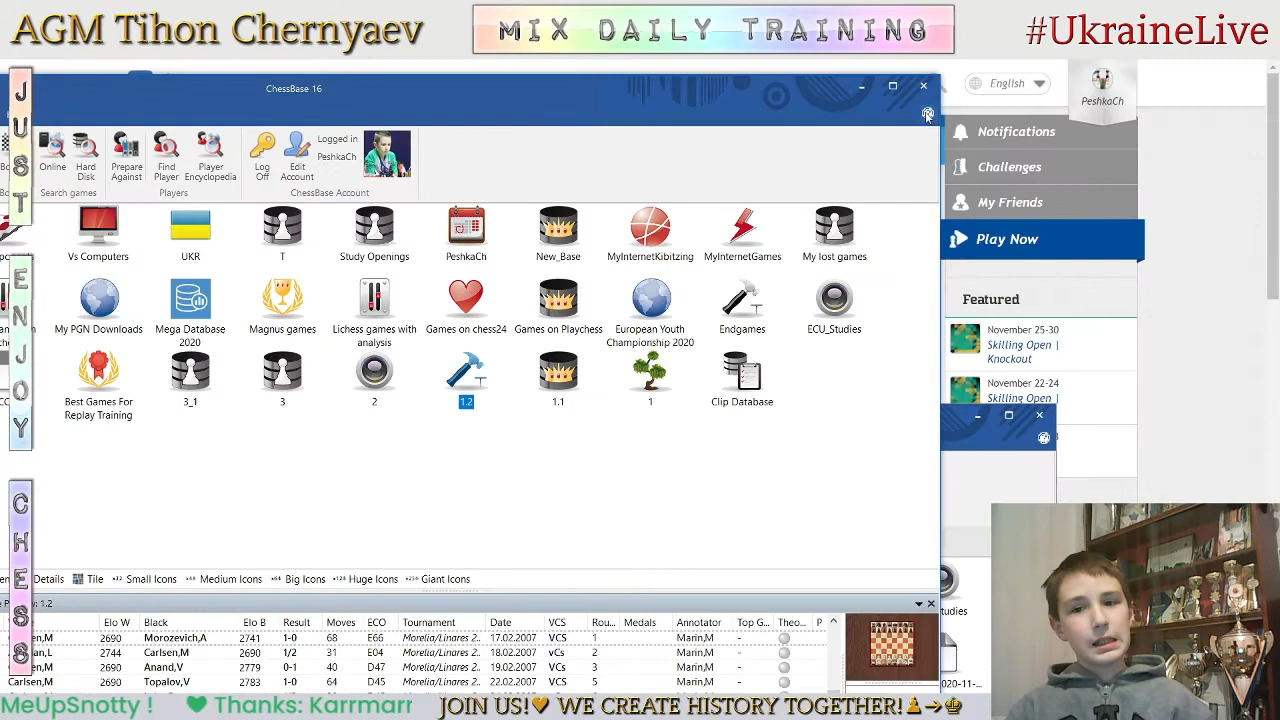 AGM Tihon Chernyaev
MIX DAILY TRAINING
#UkraineLive
JUST
ENJOY
CHESS
ChessBase 16
English
PeshkaCh
Notifications
Challenges
My Friends
Play Now
Featured
November 25-30
Skilling Open |
Knockout
November 22-24
Skilling Open |
Online
Hard
Disk
Search games
Prepare
Against
Find
Player
Player
Encyclopedia
Players
Log
Off
Edit
Account
Logged in
PeshkaCh
ChessBase Account
Vs Computers
UKR
T
Study Openings
PeshkaCh
New_Base
MyInternetKibitzing
MyInternetGames
My lost games
My PGN Downloads
Mega Database
2020
Magnus games
Lichess games with
analysis
Games on chess24
Games on Playchess
European Youth
Championship 2020
Endgames
ECU_Studies
Best Games For
Replay Training
3_1
3
2
1.2
1.1
1
Clip Database
Details Tile Small Icons Medium Icons Big Icons Huge Icons Giant Icons
: 1.2
Elo W Black Elo B Result Moves ECO Tournament Date VCS Rou... Medals Annotator Top G... Theo... P
2690 Morozevich,A 2741 1-0 68 E66 Morelia/Linares 2.. 17.02.2007 VCS 1 Marin,M -
2744 Carlsen,M 2690 1/2 31 E04 Morelia/Linares 2.. 18.02.2007 vCs 2 Marin,M -
2690 Anand,V 2779 0-1 40 D47 Morelia/Linares 2.. 19.02.2007 VCs 3 Marin,M -
Carlsen,M 2690 Topalov,V 2783 1-0 64 D45 Morelia/Linares 2.. 22.02.2007 VCS 5 Marin,M -
MeUpSnotty ! Thanks: Karrmarr
JOIN US! WE CREATE HISTORY TOGETHER!